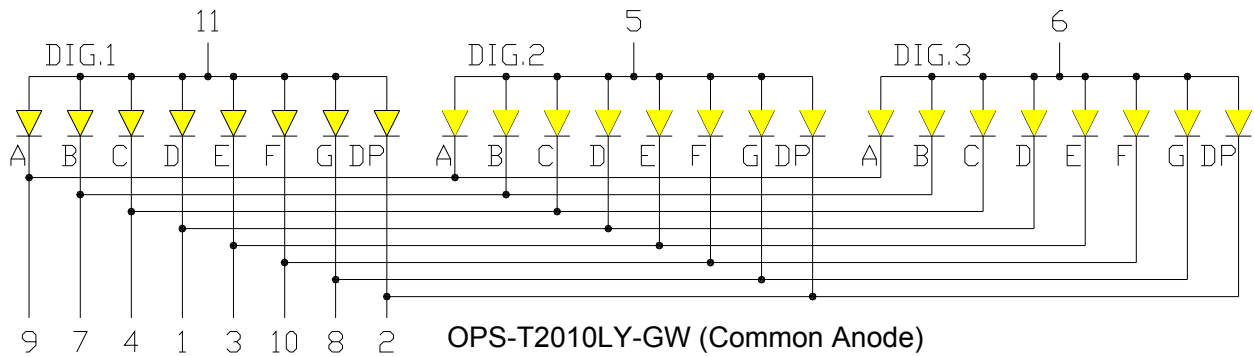 11 5 6
DIG.1 DIG.2 DIG.3
A B C D E F G DP A B C D E F G DP A B C D E F G DP
9 7 4 1 3 10 8 2 OPS-T2010LY-GW (Common Anode)